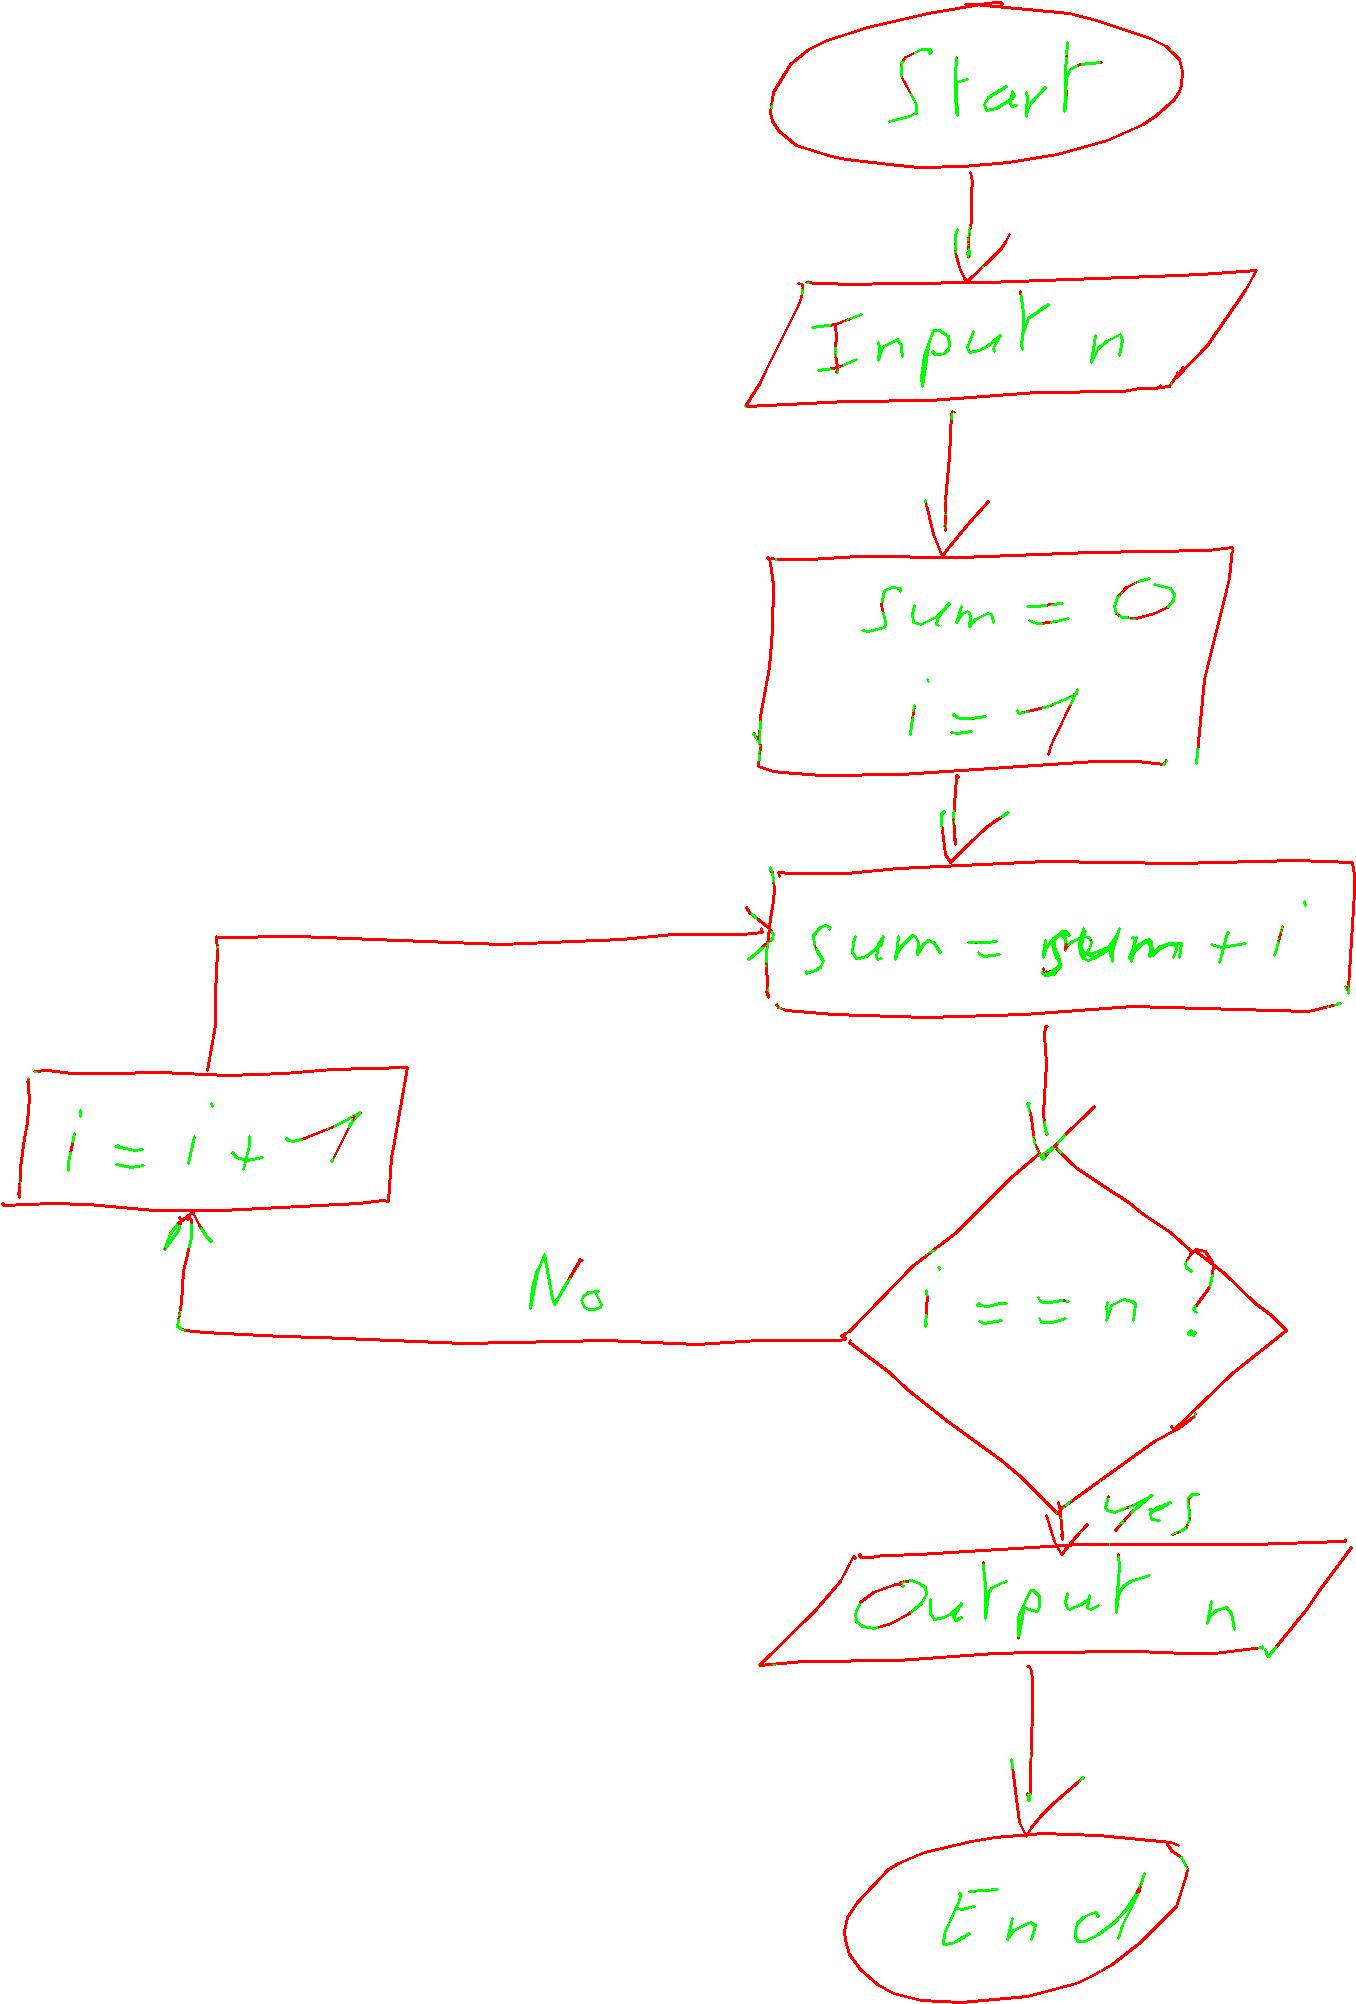 Start
Input n
sum = 0
i = 1
sum = sum + i
i = i + 1
i == n ?
No
yes
Output n
End